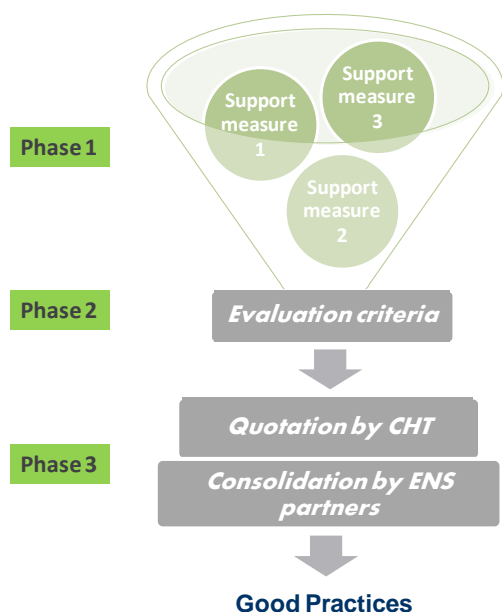 Phase 1
Support
measure
1
Support
measure
3
Support
measure
2
Phase 2
Evaluation criteria
Phase 3
Quotation by CHT
Consolidation by ENS
partners
Good Practices